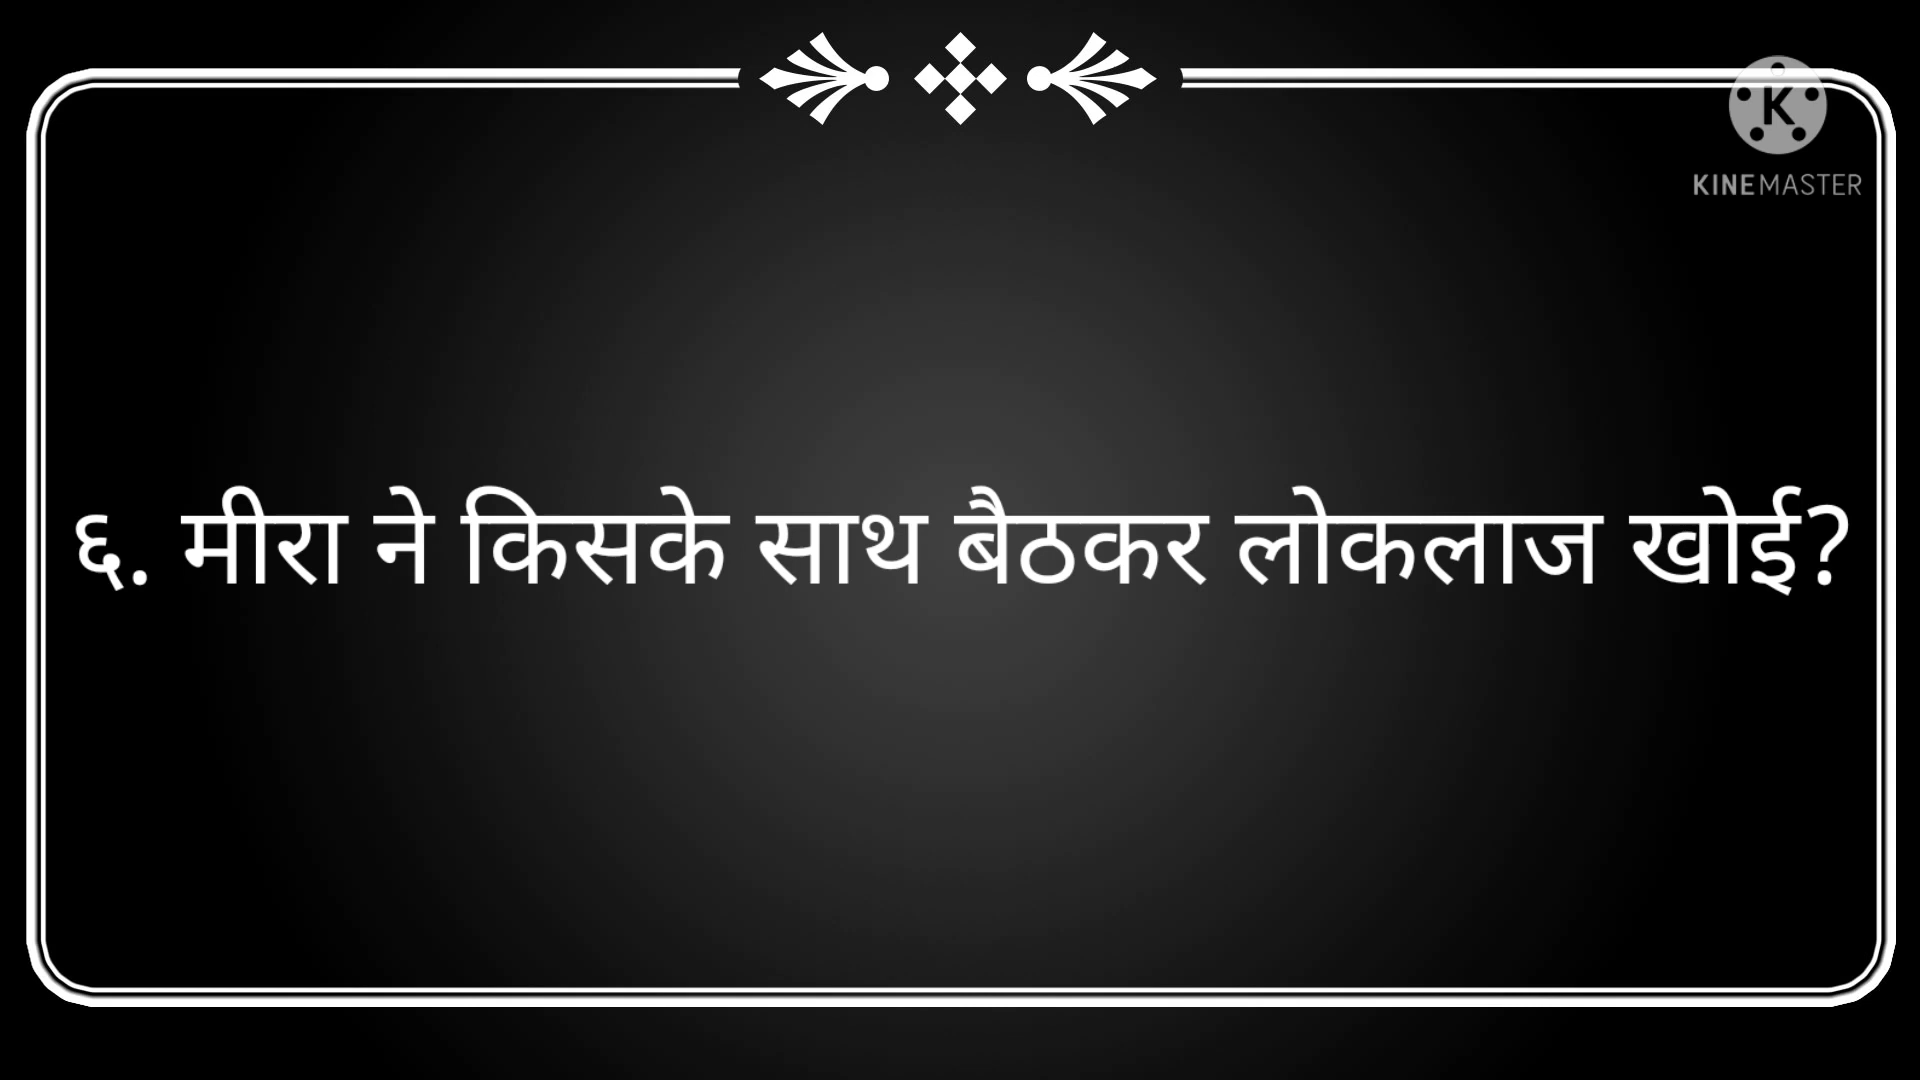 KINEMASTER
६. मीरा ने किसके साथ बैठकर लोकलाज खोई?